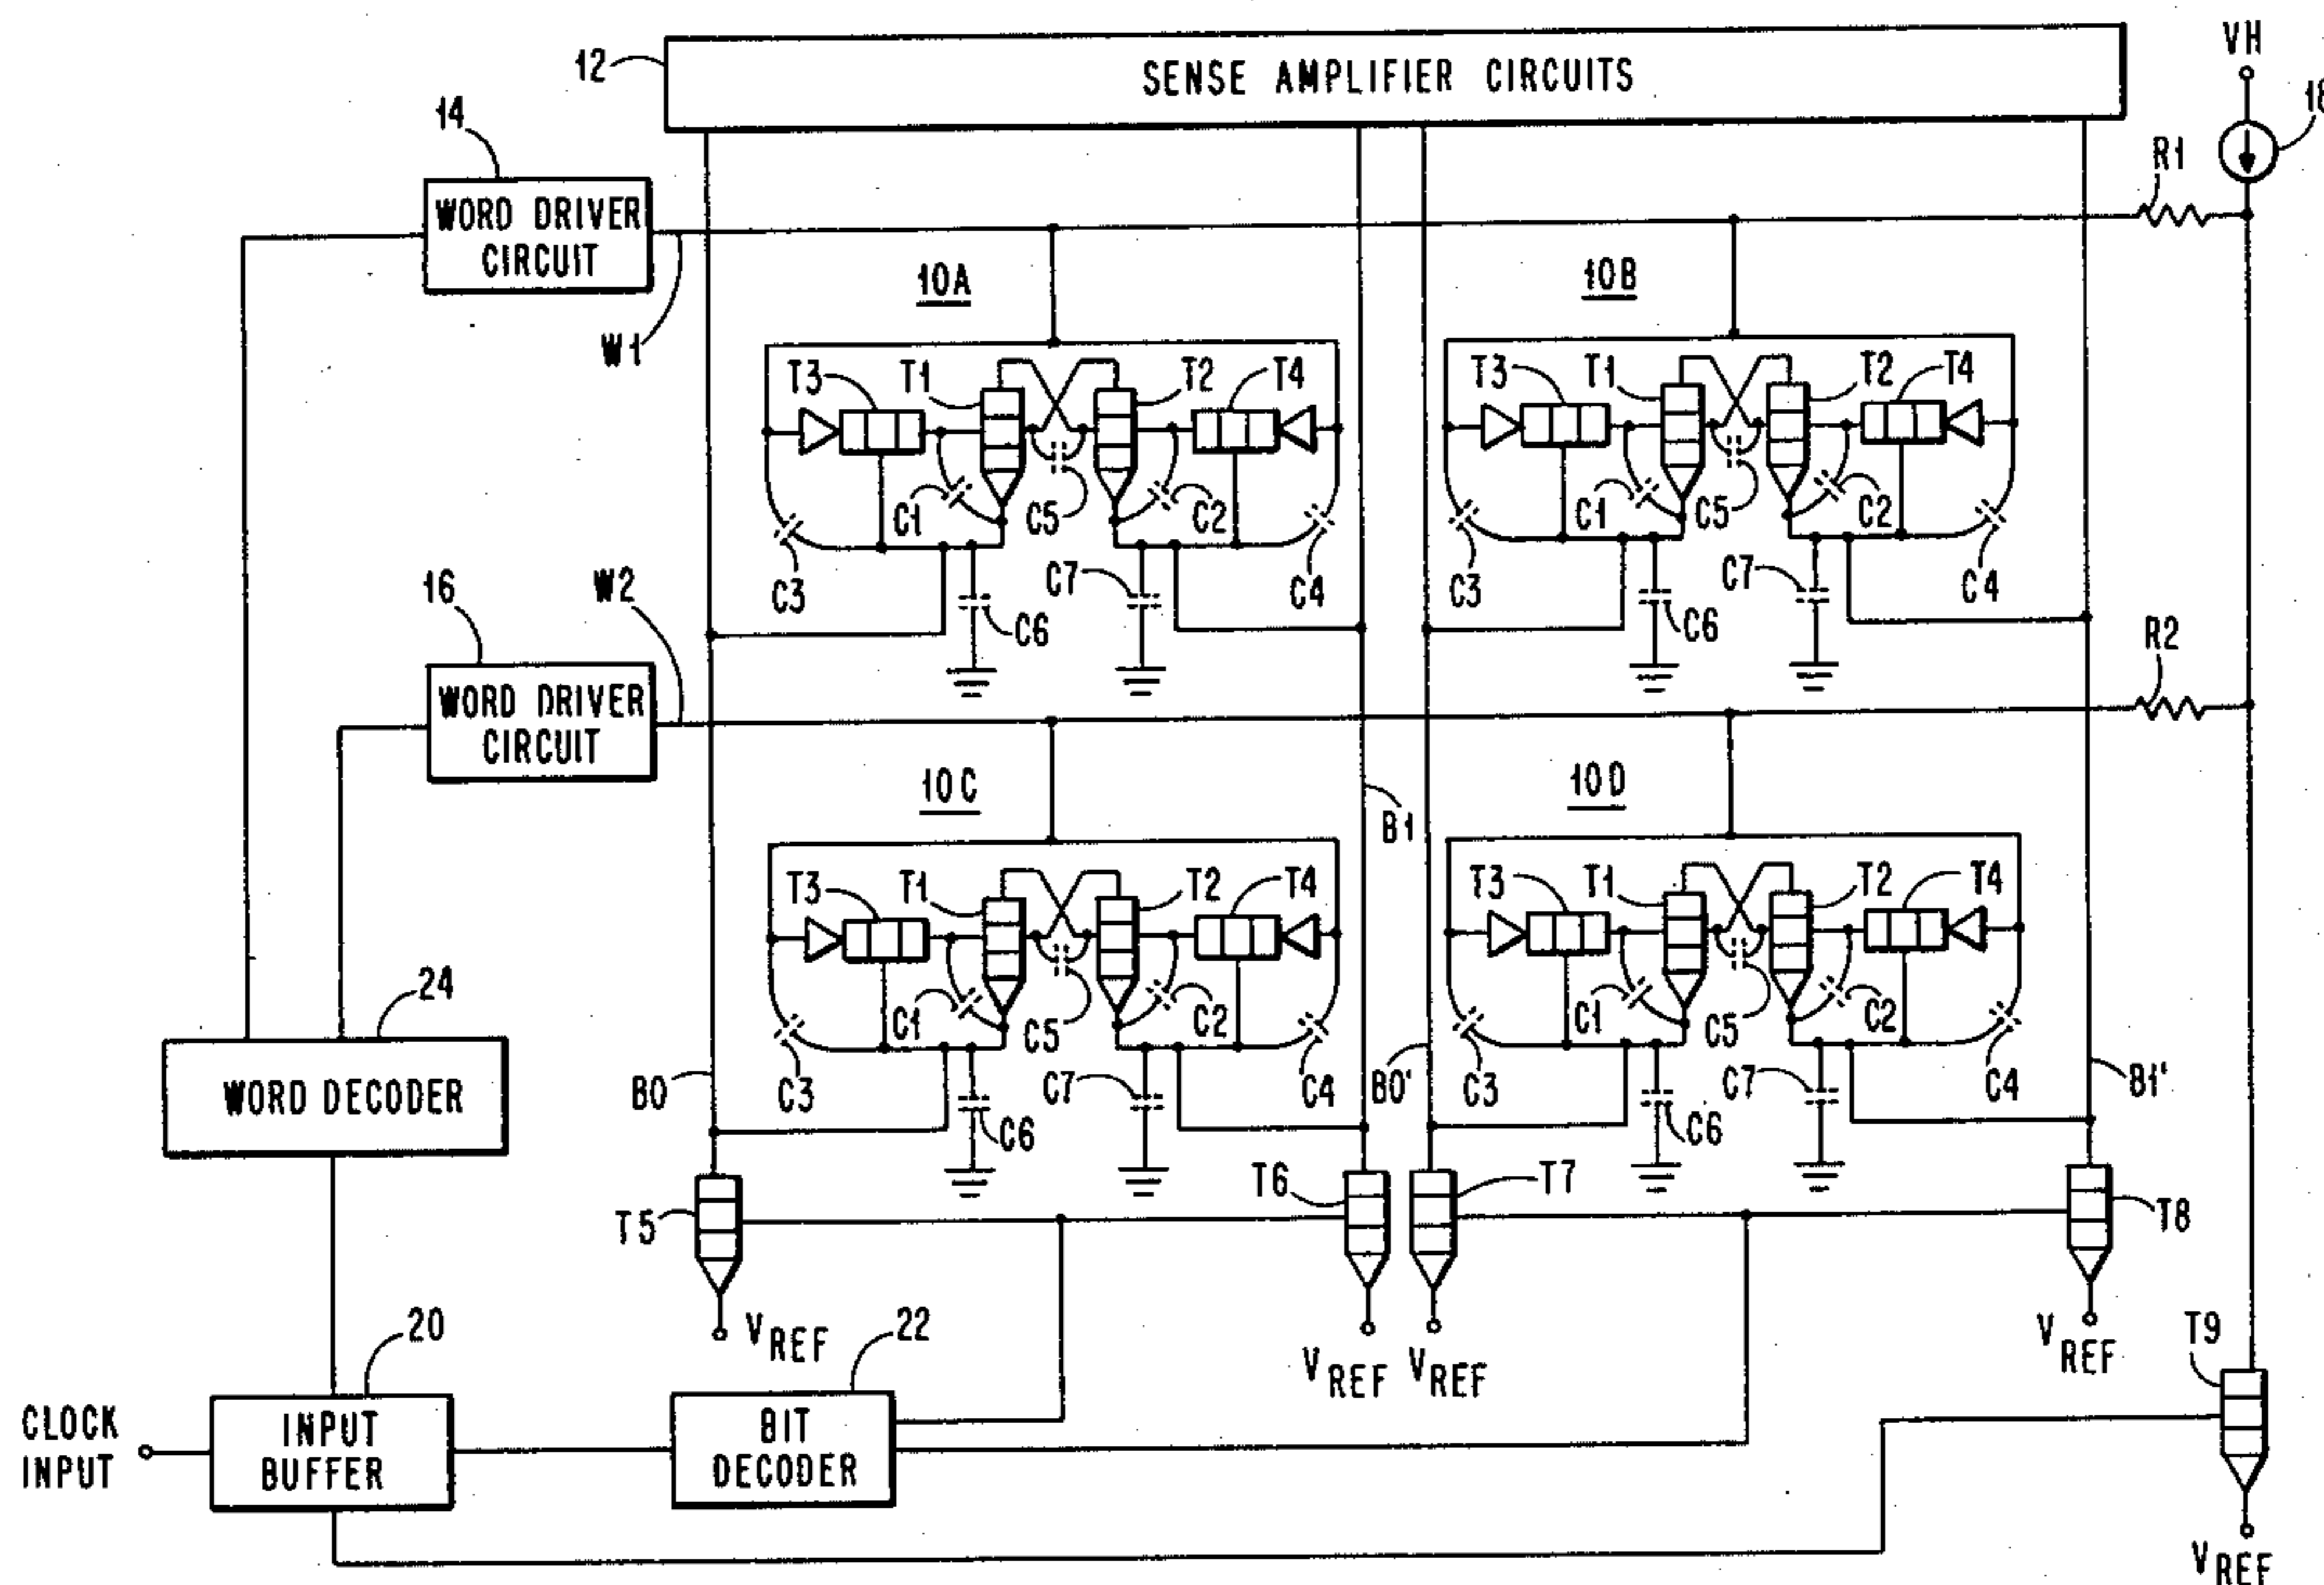 12
SENSE AMPLIFIER CIRCUITS
VH
18
14
R1
WORD DRIVER
CIRCUIT
W1
10A
10B
T3
T1
T2
T4
T3
T1
T2
T4
C1
C5
C2
C1
C5
C2
C3
C7
C4
C3
C7
C4
C6
C6
16
W2
R2
WORD DRIVER
CIRCUIT
10C
10D
B1
T3
T1
T2
T4
T3
T1
T2
T4
24
C1
C5
C2
C1
C5
C2
WORD DECODER
B0
C3
C7
C4
B0'
C3
C7
C4
B1'
C6
C6
T5
T6
T7
T8
VREF
VREF
VREF
VREF
T9
20
22
CLOCK
INPUT
INPUT
BUFFER
BIT
DECODER
VREF